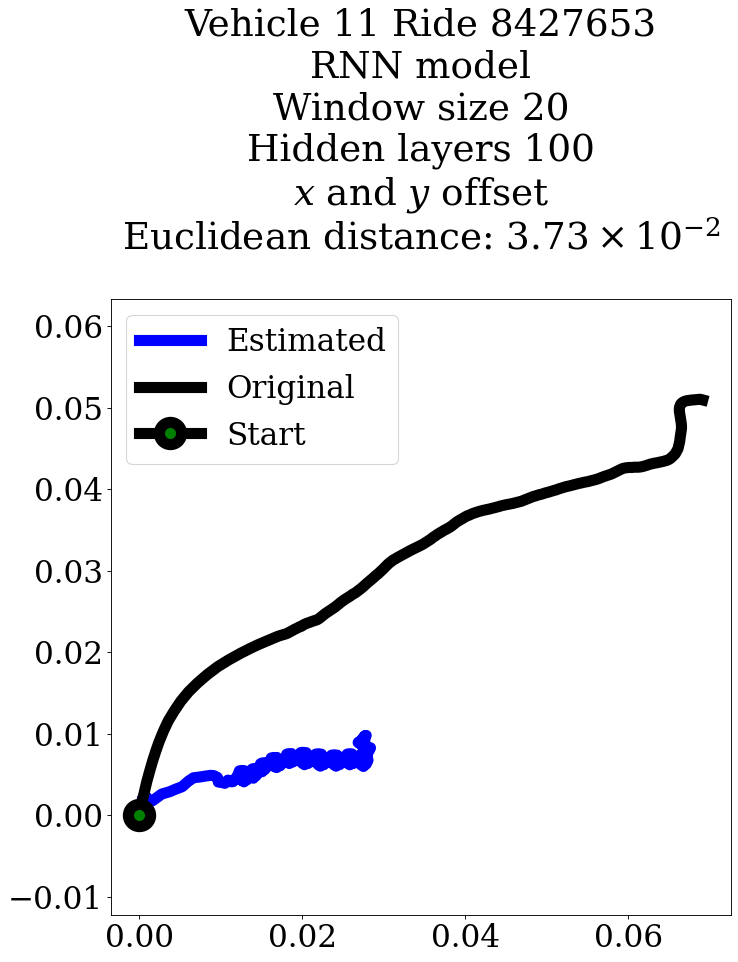 Vehicle 11 Ride 8427653
RNN model
Window size 20
Hidden layers 100
x and y offset
Euclidean distance: 3.73 × 10⁻²
Estimated
Original
Start
0.06
0.05
0.04
0.03
0.02
0.01
0.00
−0.01
0.00 0.02 0.04 0.06